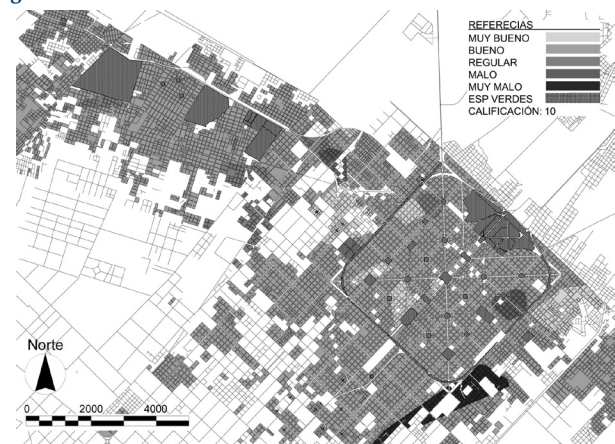 REFERECIAS
MUY BUENO
BUENO
REGULAR
MALO
MUY MALO
ESP VERDES
CALIFICACIÓN: 10
Norte
0 2000 4000